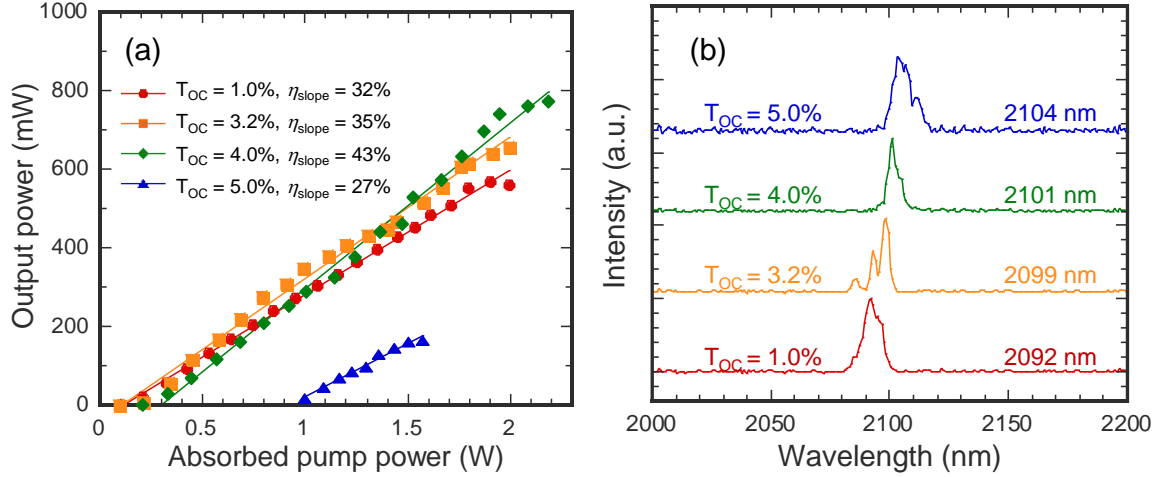 (a)
T_OC = 1.0%, η_slope = 32%
T_OC = 3.2%, η_slope = 35%
T_OC = 4.0%, η_slope = 43%
T_OC = 5.0%, η_slope = 27%
Output power (mW)
1000
800
600
400
200
0
0
0.5
1
1.5
2
Absorbed pump power (W)
(b)
T_OC = 5.0%
2104 nm
T_OC = 4.0%
2101 nm
T_OC = 3.2%
2099 nm
T_OC = 1.0%
2092 nm
Intensity (a.u.)
2000
2050
2100
2150
2200
Wavelength (nm)